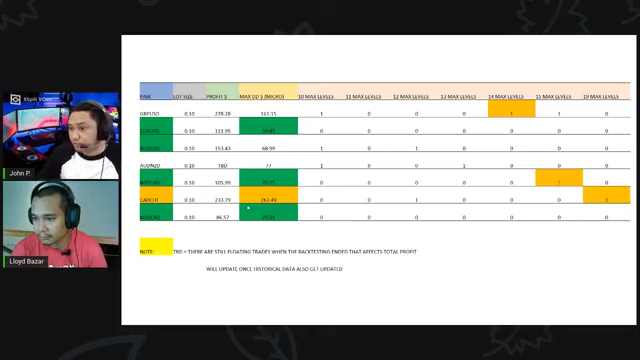 XSplit VCam
John P.
Lloyd Bazar
PAIR LOT SIZE PROFIT $ MAX DD $ (MICRO) 10 MAX LEVELS 11 MAX LEVELS 12 MAX LEVELS 13 MAX LEVELS 14 MAX LEVELS 15 MAX LEVELS 19 MAX LEVELS
GBPUSD 0.10 278.28 161.15 1 0 0 0 1 1 0
EURUSD 0.10 111.95 0 0 0 0 0 0 0
AUDUSD 0.10 153.42 68.99 0 0 1 0 0 0 0
AUDNZD 0.10 780 77 1 0 0 1 0 0 0
0.10 105.99 0 0 0 0 0 1 0
CADCHF 0.10 233.79 262.49 0 0 1 0 0 0 1
0.10 86.57 0 0 0 0 0 0 0
NOTE: TBD = THERE ARE STILL FLOATING TRADES WHEN THE BACKTESTING ENDED THAT AFFECTS TOTAL PROFIT
WILL UPDATE ONCE HISTORICAL DATA ALSO GET UPDATED